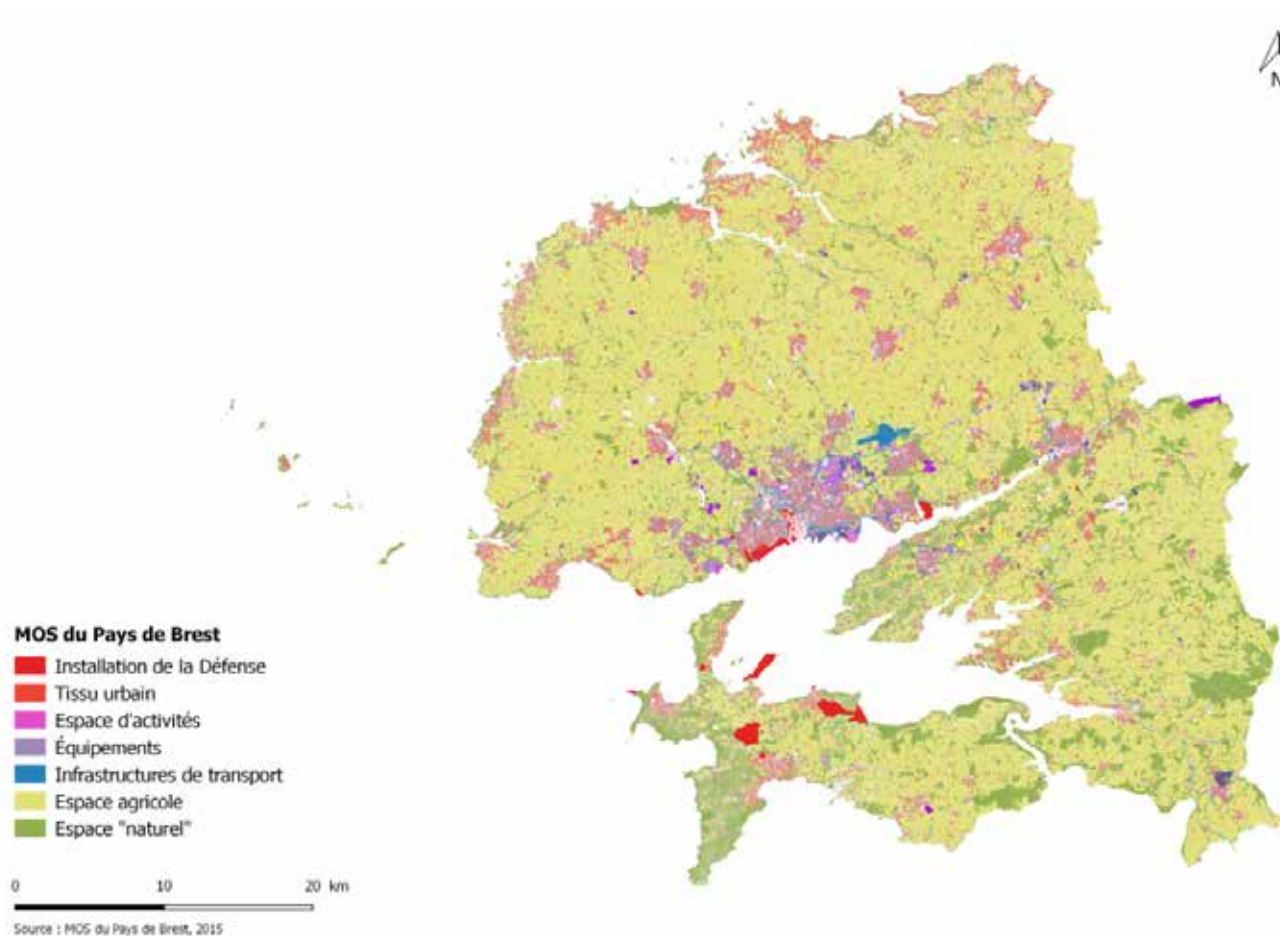 N
MOS du Pays de Brest
Installation de la Défense
Tissu urbain
Espace d'activités
Équipements
Infrastructures de transport
Espace agricole
Espace "naturel"
0 10 20 km
Source : MOS du Pays de Brest, 2015